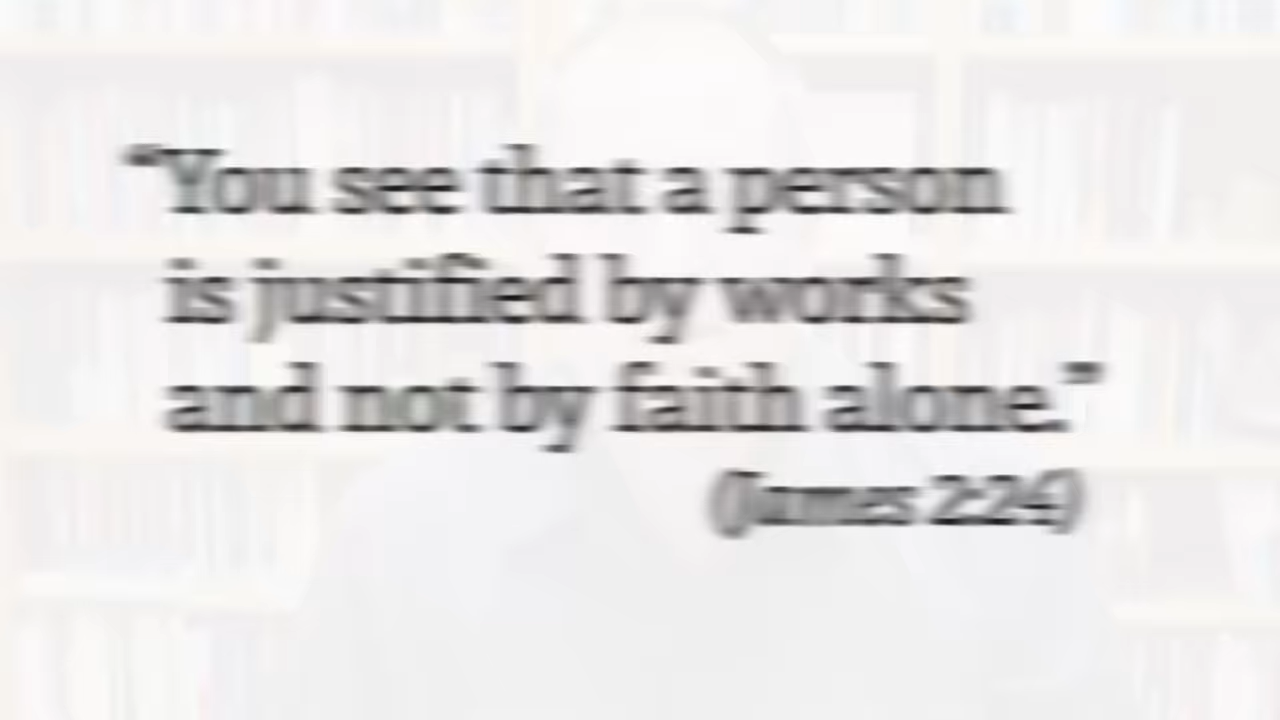 “You see that a person
is justified by works
and not by faith alone.”
(James 2:24)